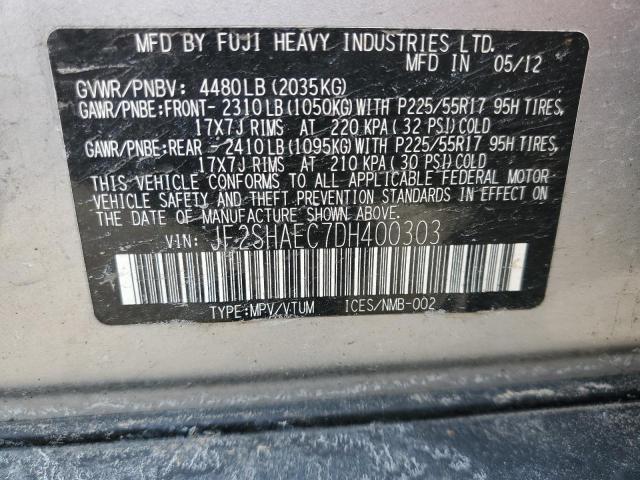 MFD BY FUJI HEAVY INDUSTRIES LTD.
MFD IN 05/12
GVWR/PNBV: 4480LB (2035KG)
GAWR/PNBE:FRONT- 2310LB(1050KG)WITH P225/55R17 95H TIRES,
17X7J RIMS AT 220 KPA( 32 PSI)COLD
GAWR/PNBE:REAR - 2410LB(1095KG)WITH P225/55R17 95H TIRES,
17X7J RIMS AT 210 KPA( 30 PSI)COLD
THIS VEHICLE CONFORMS TO ALL APPLICABLE FEDERAL MOTOR
VEHICLE SAFETY AND THEFT PREVENTION STANDARDS IN EFFECT ON
THE DATE OF MANUFACTURE SHOWN ABOVE.
VIN: JF2SHAEC7DH400303
TYPE:MPV/VTUM ICES/NMB-002